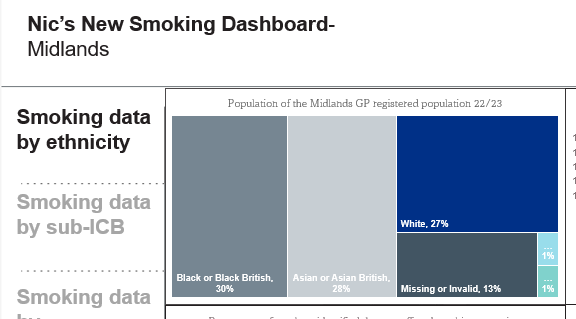 Nic's New Smoking Dashboard-
Midlands
Smoking data
by ethnicity
Smoking data
by sub-ICB
Smoking data
Population of the Midlands GP registered population 22/23
Black or Black British,
30%
Asian or Asian British,
28%
White, 27%
Missing or Invalid, 13%
...
1%
...
1%